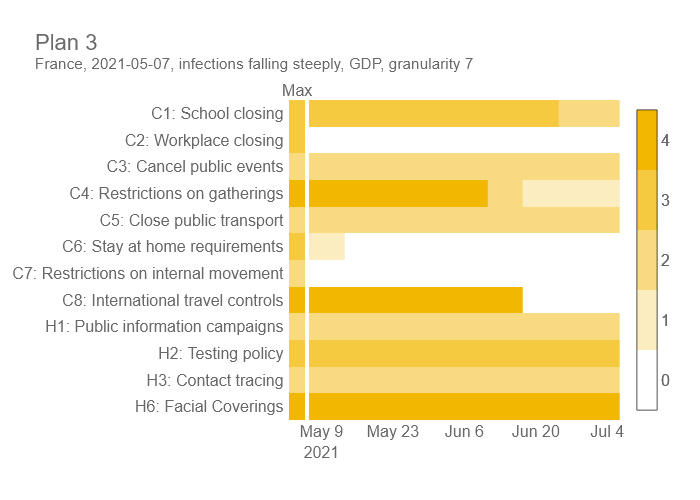 Plan 3
France, 2021-05-07, infections falling steeply, GDP, granularity 7
Max
C1: School closing
C2: Workplace closing
C3: Cancel public events
C4: Restrictions on gatherings
C5: Close public transport
C6: Stay at home requirements
C7: Restrictions on internal movement
C8: International travel controls
H1: Public information campaigns
H2: Testing policy
H3: Contact tracing
H6: Facial Coverings
May 9 May 23 Jun 6 Jun 20 Jul 4
2021
4
3
2
1
0